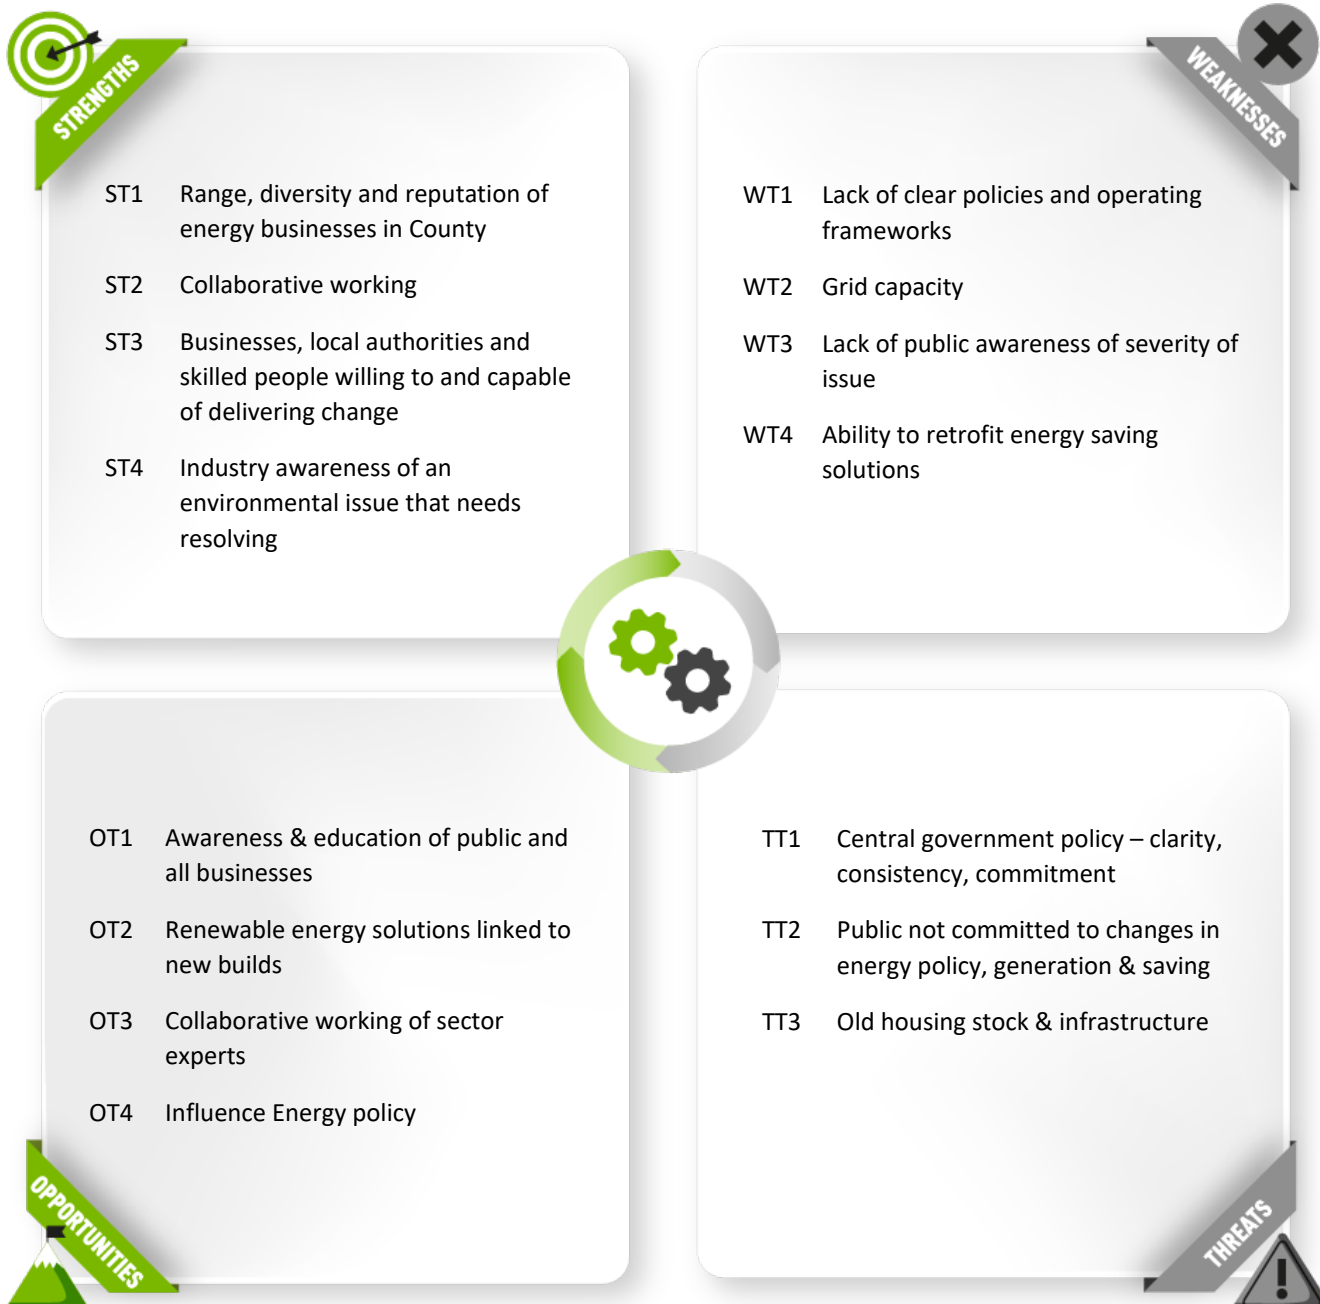 STRENGTHS
ST1 Range, diversity and reputation of
energy businesses in County
ST2 Collaborative working
ST3 Businesses, local authorities and
skilled people willing to and capable
of delivering change
ST4 Industry awareness of an
environmental issue that needs
resolving
WEAKNESSES
WT1 Lack of clear policies and operating
frameworks
WT2 Grid capacity
WT3 Lack of public awareness of severity of
issue
WT4 Ability to retrofit energy saving
solutions
OT1 Awareness & education of public and
all businesses
OT2 Renewable energy solutions linked to
new builds
OT3 Collaborative working of sector
experts
OT4 Influence Energy policy
OPPORTUNITIES
TT1 Central government policy – clarity,
consistency, commitment
TT2 Public not committed to changes in
energy policy, generation & saving
TT3 Old housing stock & infrastructure
THREATS